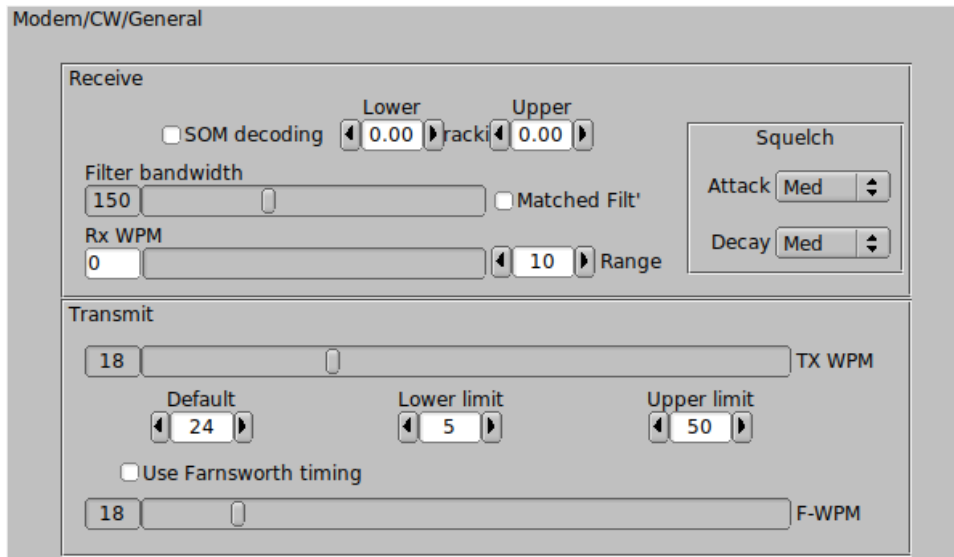 Modem/CW/General
Receive
Lower Upper
SOM decoding 0.00 racki 0.00
Squelch
Filter bandwidth
150 Matched Filt'
Attack Med
Rx WPM
Decay Med
0 10 Range
Transmit
18 TX WPM
Default Lower limit Upper limit
24 5 50
Use Farnsworth timing
18 F-WPM